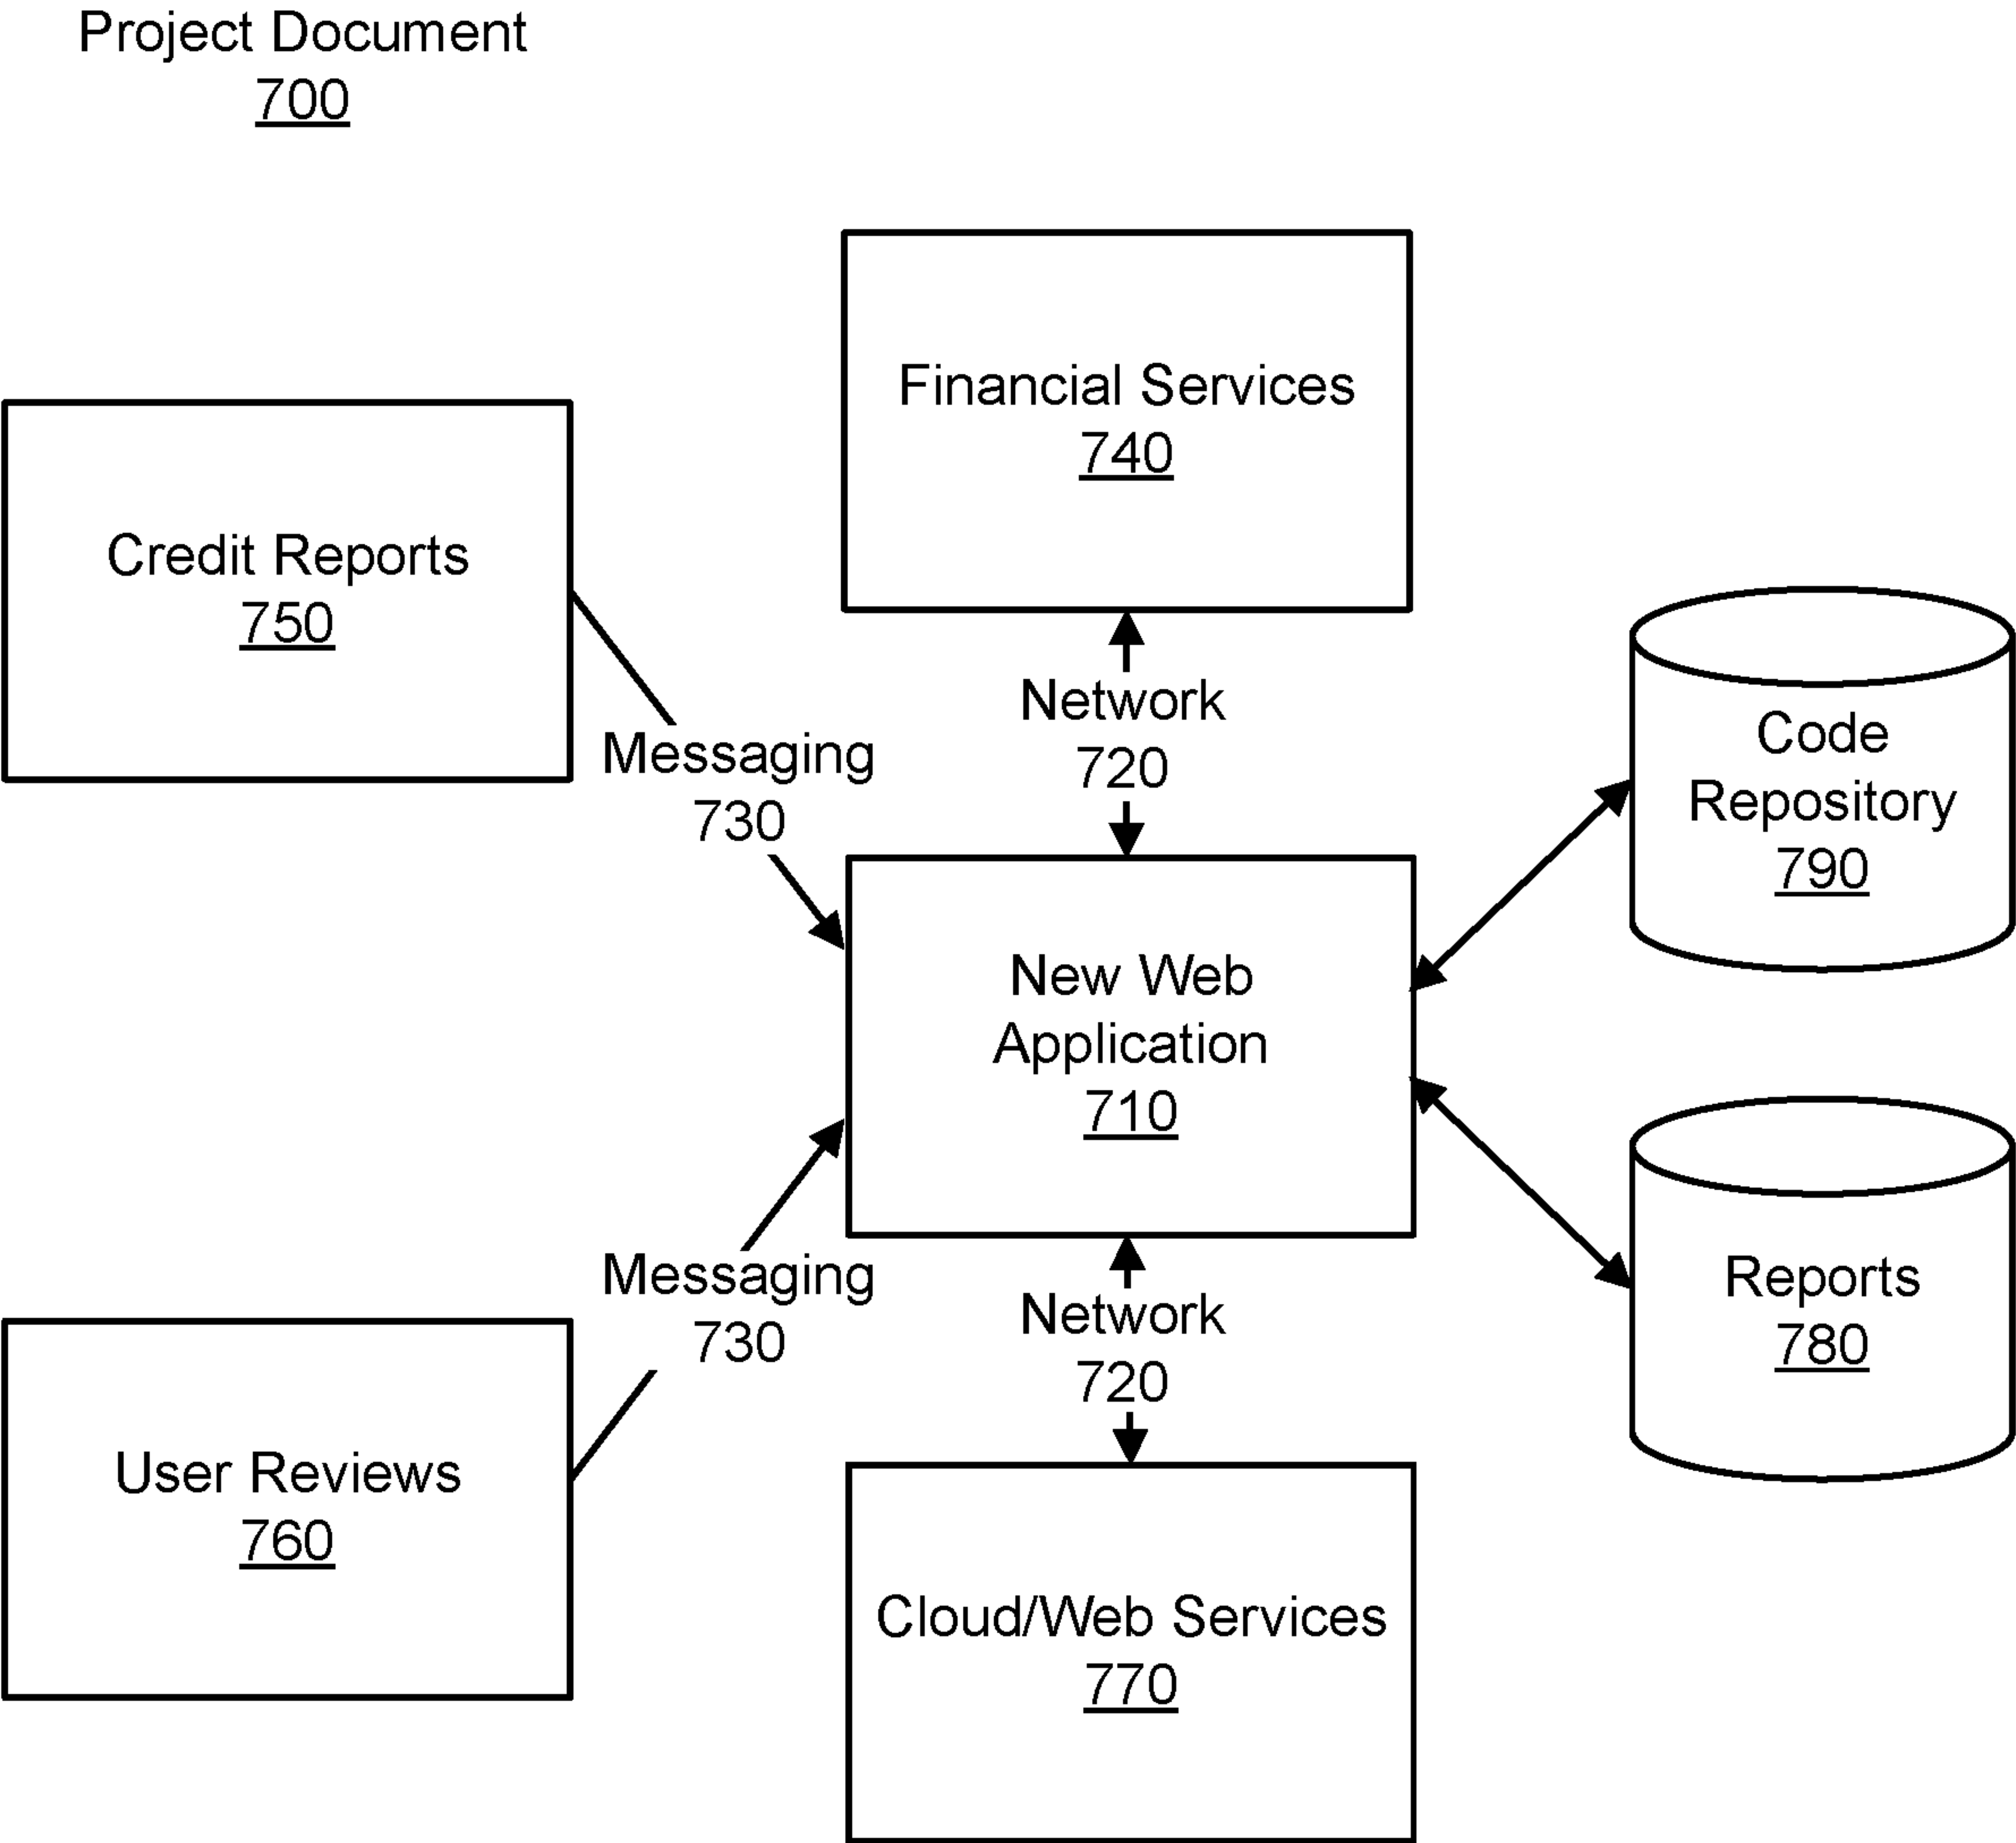 Project Document
700
Financial Services
740
Credit Reports
750
Network
720
Messaging
730
Code
Repository
790
New Web
Application
710
Messaging
730
Network
720
Reports
780
User Reviews
760
Cloud/Web Services
770